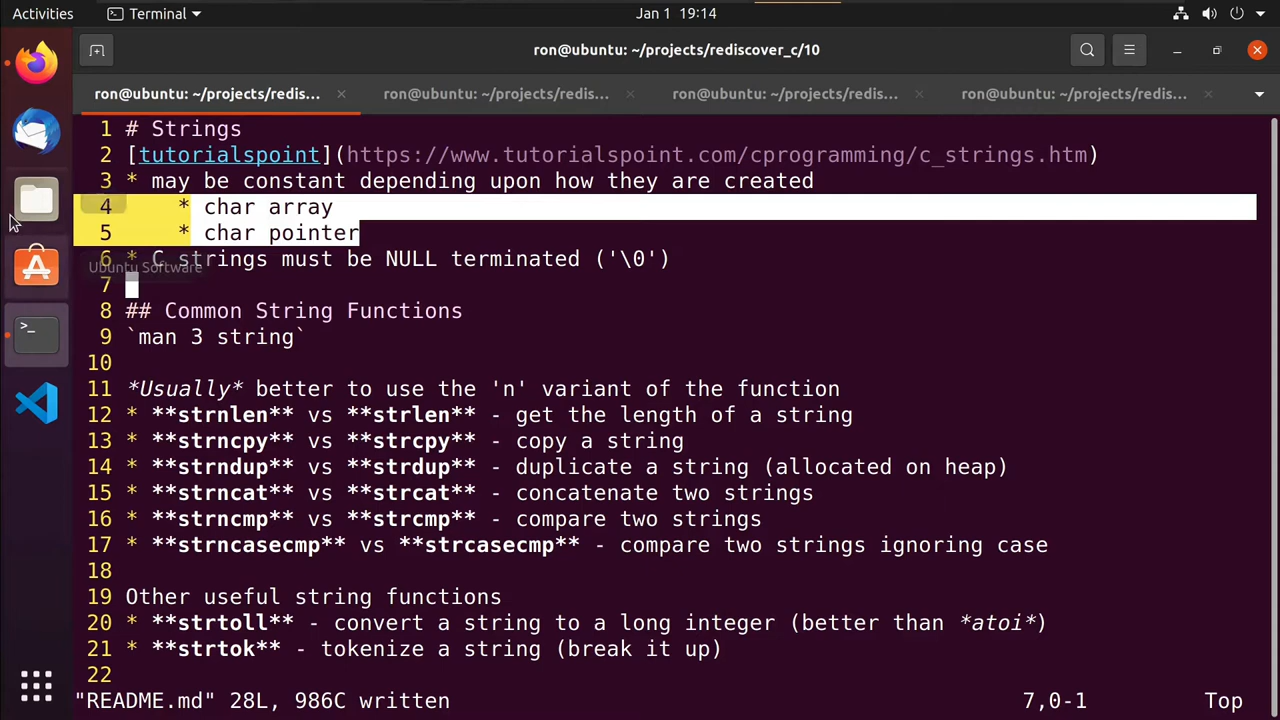 Activities
Terminal
Jan 1 19:14
ron@ubuntu: ~/projects/rediscover_c/10
ron@ubuntu: ~/projects/redis...
ron@ubuntu: ~/projects/redis...
ron@ubuntu: ~/projects/redis...
ron@ubuntu: ~/projects/redis...
1 # Strings
2 [tutorialspoint](https://www.tutorialspoint.com/cprogramming/c_strings.htm)
3 * may be constant depending upon how they are created
4 * char array
5 * char pointer
6 * C strings must be NULL terminated ('\0')
Ubuntu Software
7
8 ## Common String Functions
9 `man 3 string`
10
11 *Usually* better to use the 'n' variant of the function
12 * **strnlen** vs **strlen** - get the length of a string
13 * **strncpy** vs **strcpy** - copy a string
14 * **strndup** vs **strdup** - duplicate a string (allocated on heap)
15 * **strncat** vs **strcat** - concatenate two strings
16 * **strncmp** vs **strcmp** - compare two strings
17 * **strncasecmp** vs **strcasecmp** - compare two strings ignoring case
18
19 Other useful string functions
20 * **strtoll** - convert a string to a long integer (better than *atoi*)
21 * **strtok** - tokenize a string (break it up)
22
"README.md" 28L, 986C written
7,0-1
Top